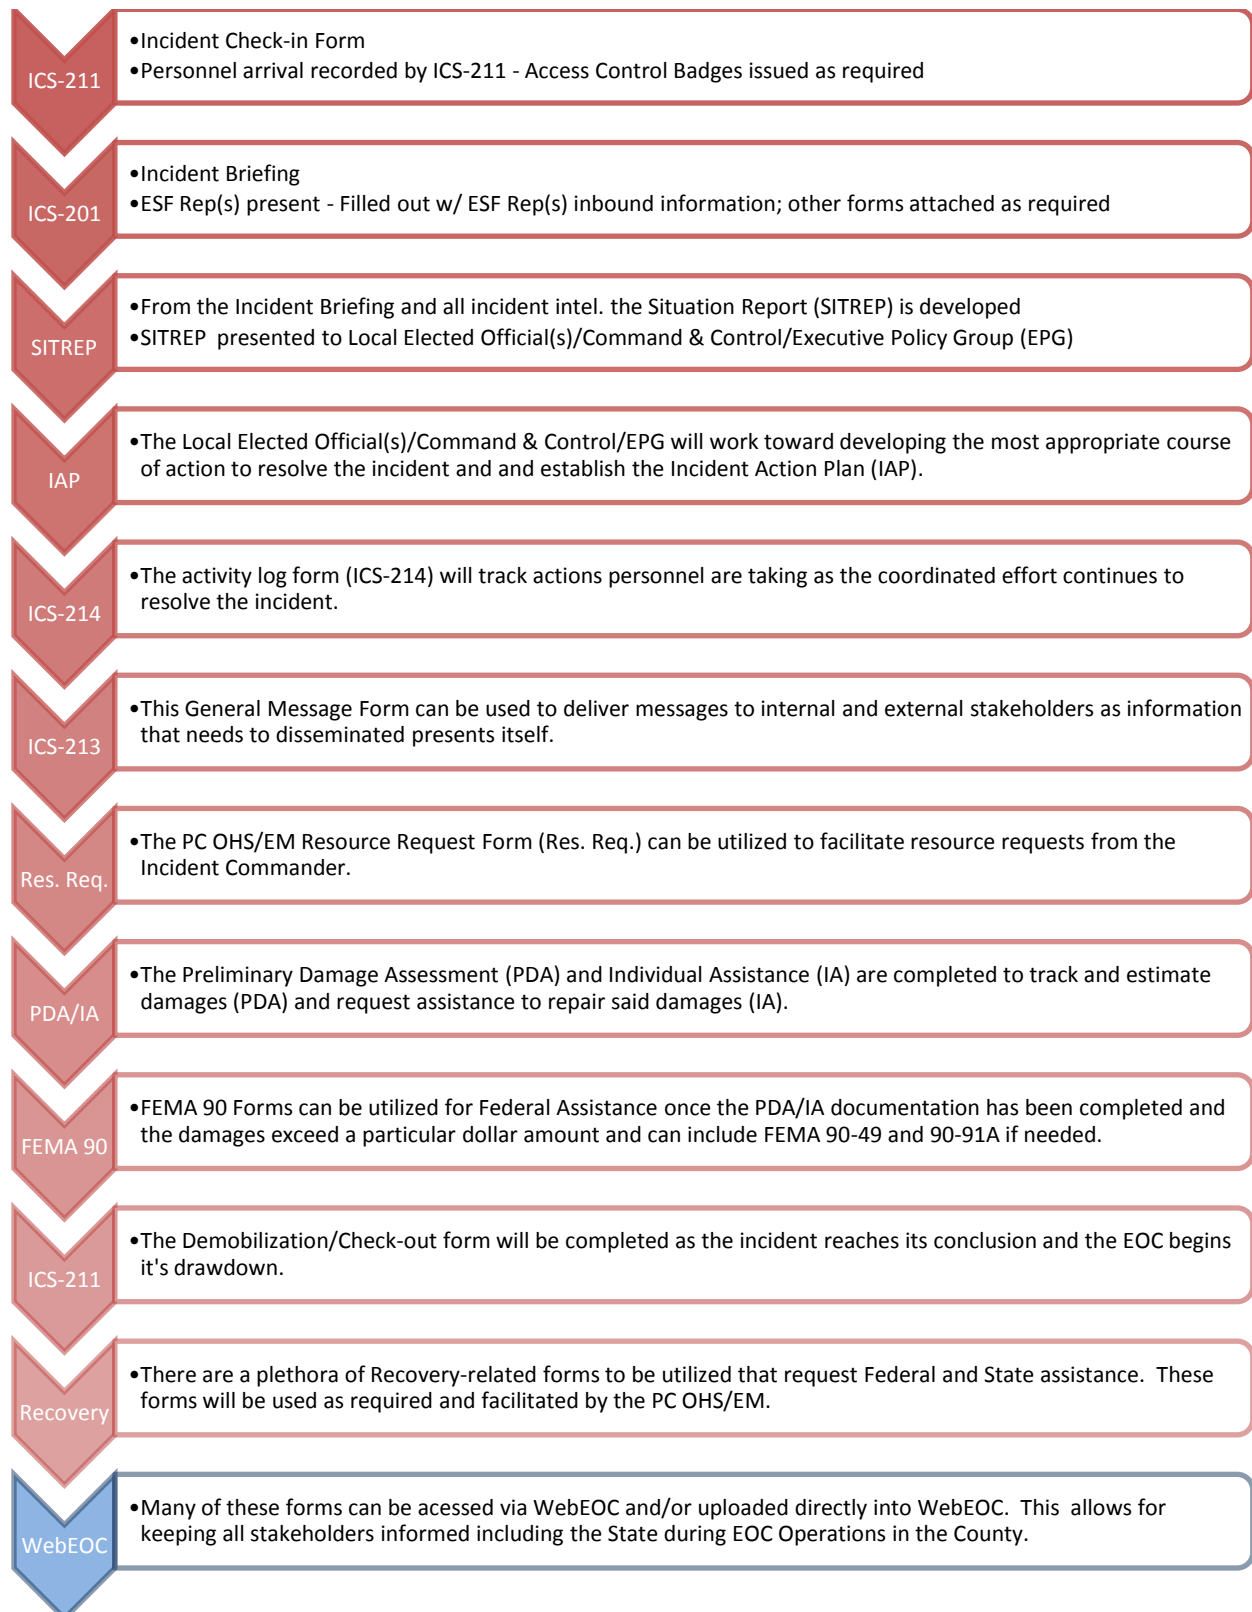 ICS-211
•Incident Check-in Form
•Personnel arrival recorded by ICS-211 - Access Control Badges issued as required
ICS-201
•Incident Briefing
•ESF Rep(s) present - Filled out w/ ESF Rep(s) inbound information; other forms attached as required
SITREP
•From the Incident Briefing and all incident intel. the Situation Report (SITREP) is developed
•SITREP  presented to Local Elected Official(s)/Command & Control/Executive Policy Group (EPG)
IAP
•The Local Elected Official(s)/Command & Control/EPG will work toward developing the most appropriate course
of action to resolve the incident and and establish the Incident Action Plan (IAP).
ICS-214
•The activity log form (ICS-214) will track actions personnel are taking as the coordinated effort continues to
resolve the incident.
ICS-213
•This General Message Form can be used to deliver messages to internal and external stakeholders as information
that needs to disseminated presents itself.
Res. Req.
•The PC OHS/EM Resource Request Form (Res. Req.) can be utilized to facilitate resource requests from the
Incident Commander.
PDA/IA
•The Preliminary Damage Assessment (PDA) and Individual Assistance (IA) are completed to track and estimate
damages (PDA) and request assistance to repair said damages (IA).
FEMA 90
•FEMA 90 Forms can be utilized for Federal Assistance once the PDA/IA documentation has been completed and
the damages exceed a particular dollar amount and can include FEMA 90-49 and 90-91A if needed.
ICS-211
•The Demobilization/Check-out form will be completed as the incident reaches its conclusion and the EOC begins
it's drawdown.
Recovery
•There are a plethora of Recovery-related forms to be utilized that request Federal and State assistance.  These
forms will be used as required and facilitated by the PC OHS/EM.
WebEOC
•Many of these forms can be acessed via WebEOC and/or uploaded directly into WebEOC.  This  allows for
keeping all stakeholders informed including the State during EOC Operations in the County.